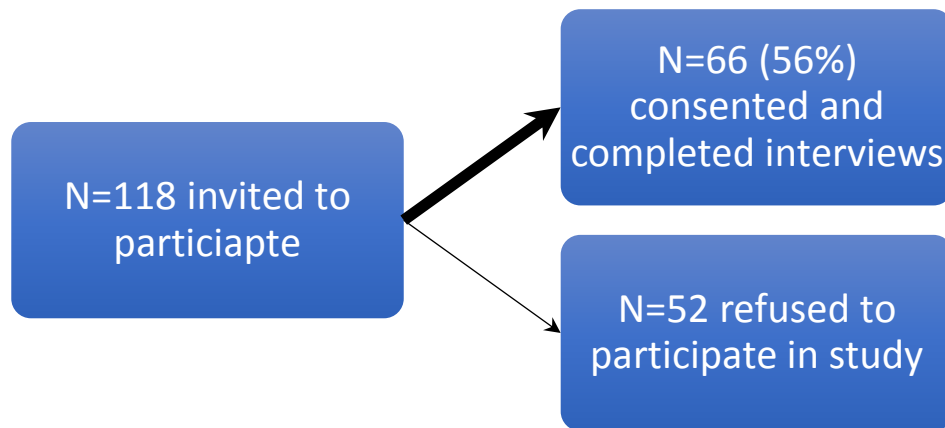 N=118 invited to
particiapte
N=66 (56%)
consented and
completed interviews
N=52 refused to
participate in study